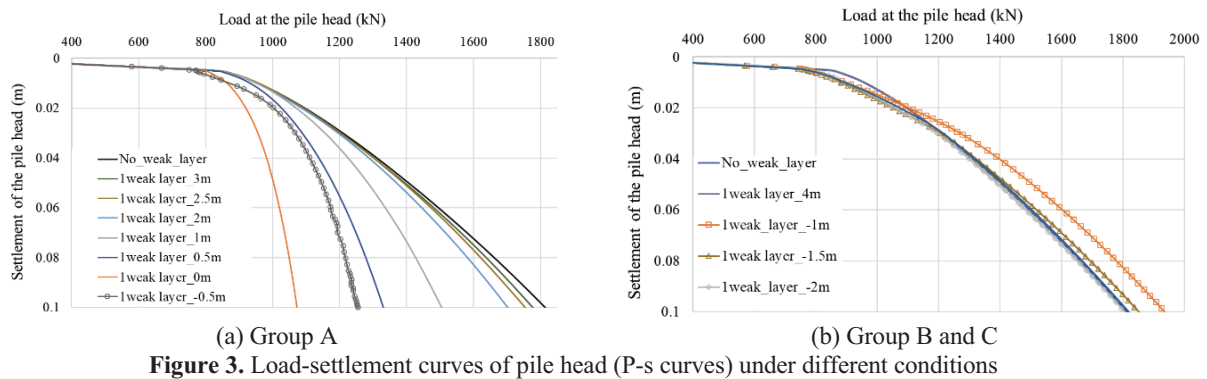 Load at the pile head (kN)
400 600 800 1000 1200 1400 1600 1800
0
0.02
0.04
0.06
0.08
0.1
Settlement of the pile head (m)
No_weak_layer
1weak layer_3m
1weak layer_2.5m
1weak layer_2m
1weak layer_1m
1weak layer_0.5m
1weak layer_0m
1weak layer_-0.5m
(a) Group A
Load at the pile head (kN)
400 600 800 1000 1200 1400 1600 1800 2000
0
0.02
0.04
0.06
0.08
0.1
Settlement of the pile head (m)
No_weak_layer
1weak layer_4m
1weak_layer_-1m
1weak layer_-1.5m
1weak_layer_-2m
(b) Group B and C
Figure 3. Load-settlement curves of pile head (P-s curves) under different conditions